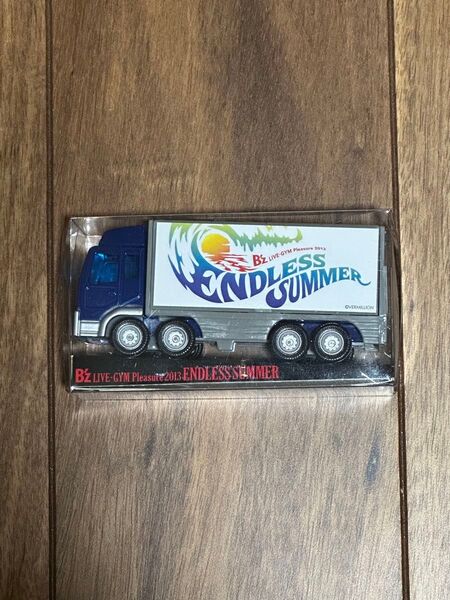 B'z LIVE-GYM Pleasure 2013
ENDLESS
SUMMER
©VERMILLION
B'z LIVE-GYM Pleasure 2013 ENDLESS SUMMER